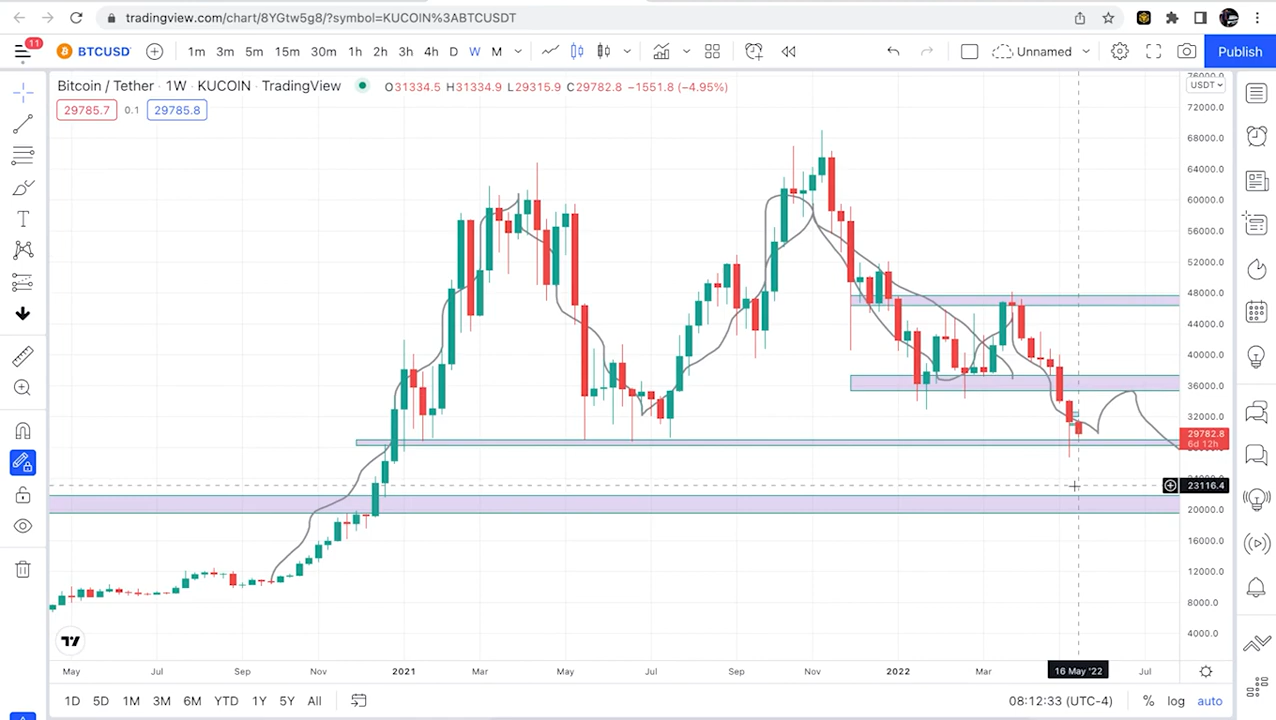 tradingview.com/chart/8YGtw5g8/?symbol=KUCOIN%3ABTCUSDT
11
BTCUSD 1m 3m 5m 15m 30m 1h 2h 3h 4h D W M Unnamed Publish
Bitcoin / Tether · 1W · KUCOIN · TradingView O31334.5 H31334.9 L29315.9 C29782.8 −1551.8 (−4.95%)
29785.7 0.1 29785.8
USDT
76000.0
72000.0
68000.0
64000.0
60000.0
56000.0
52000.0
48000.0
44000.0
40000.0
36000.0
32000.0
29782.8
6d 12h
23116.4
20000.0
16000.0
12000.0
8000.0
4000.0
May Jul Sep Nov 2021 Mar May Jul Sep Nov 2022 Mar 16 May '22 Jul
1D 5D 1M 3M 6M YTD 1Y 5Y All 08:12:33 (UTC-4) % log auto